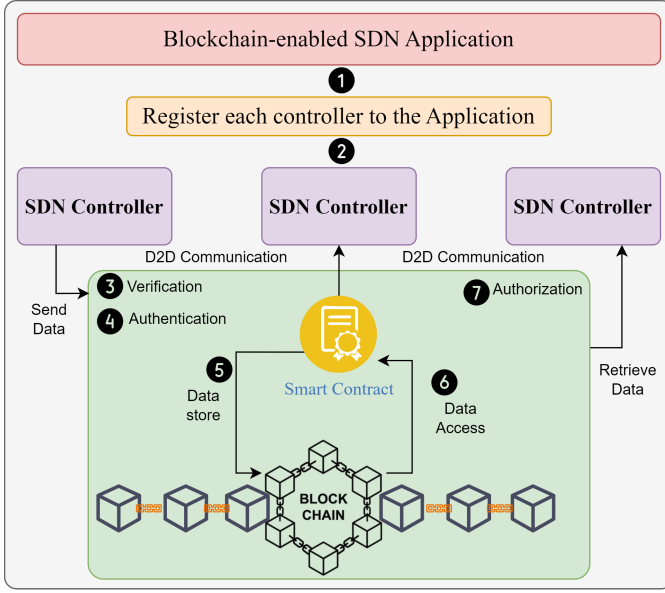 Blockchain-enabled SDN Application
1
Register each controller to the Application
2
SDN Controller
SDN Controller
SDN Controller
D2D Communication
D2D Communication
3 Verification
7 Authorization
Send
Data
4 Authentication
5
Data
store
Smart Contract
6
Data
Access
Retrieve
Data
BLOCK
CHAIN